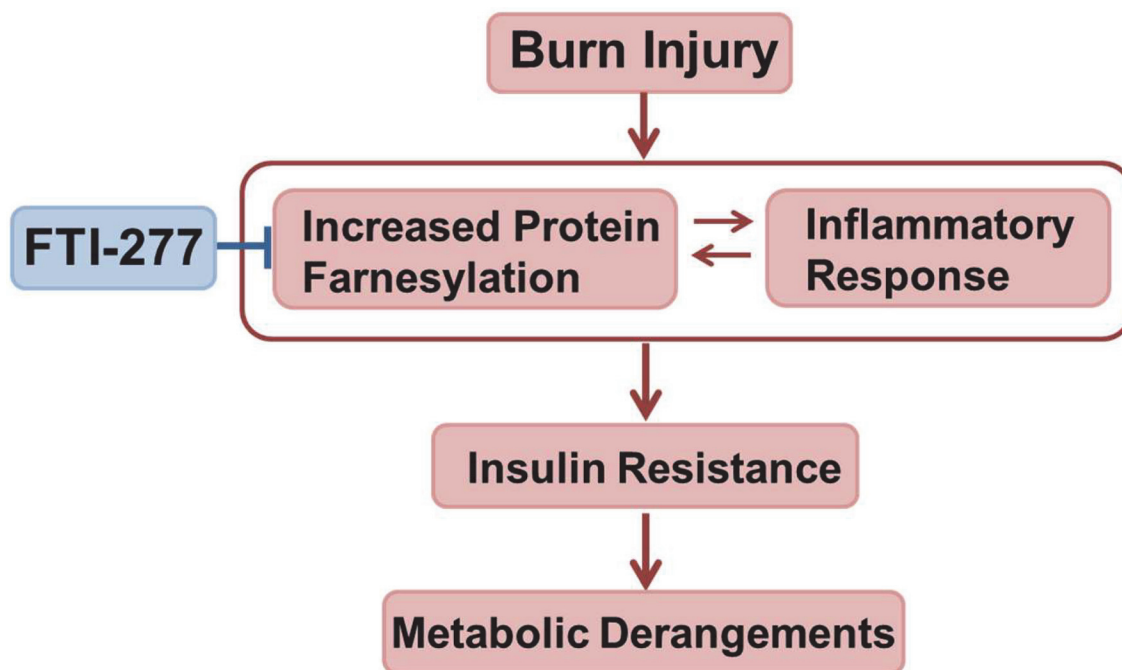 Burn Injury
FTI-277
Increased Protein
Farnesylation
Inflammatory
Response
Insulin Resistance
Metabolic Derangements